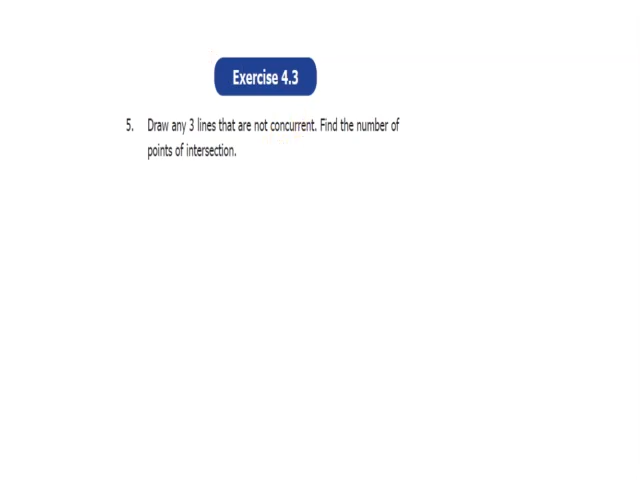 Exercise 4.3
5. Draw any 3 lines that are not concurrent. Find the number of
points of intersection.